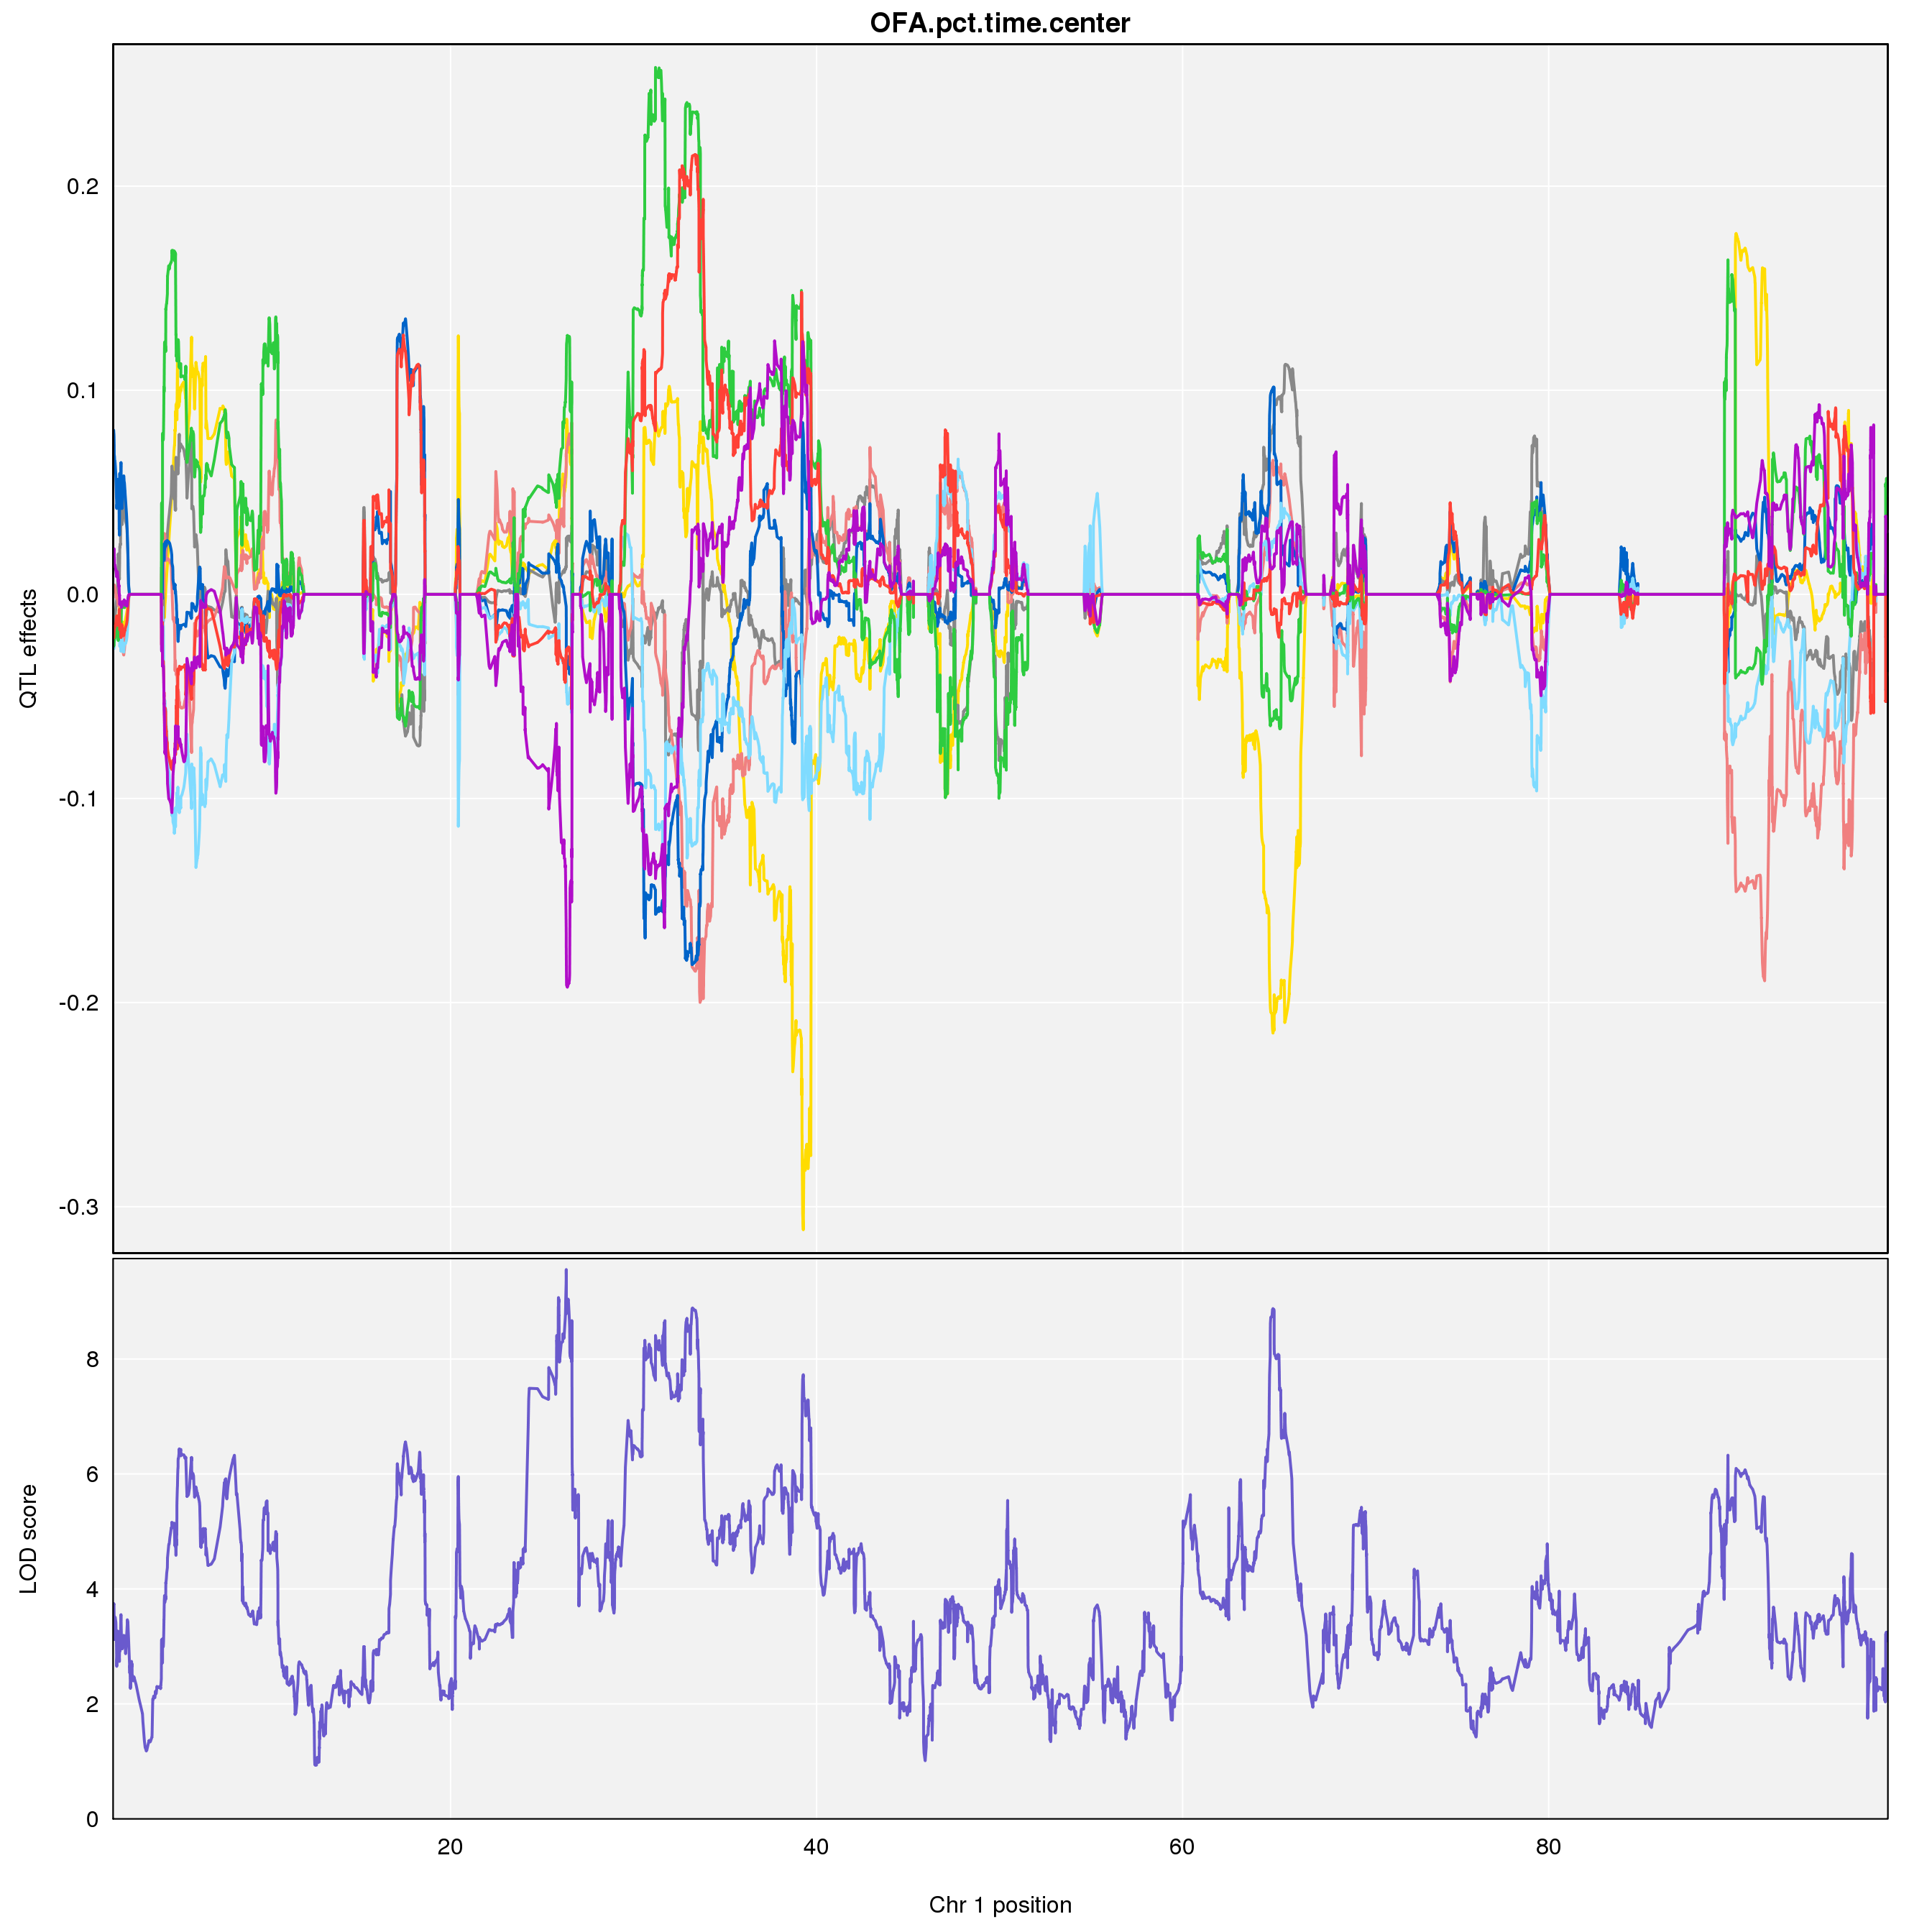 OFA.pct.time.center
QTL effects
0.2
0.1
0.0
-0.1
-0.2
-0.3
LOD score
8
6
4
2
0
20 40 60 80
Chr 1 position